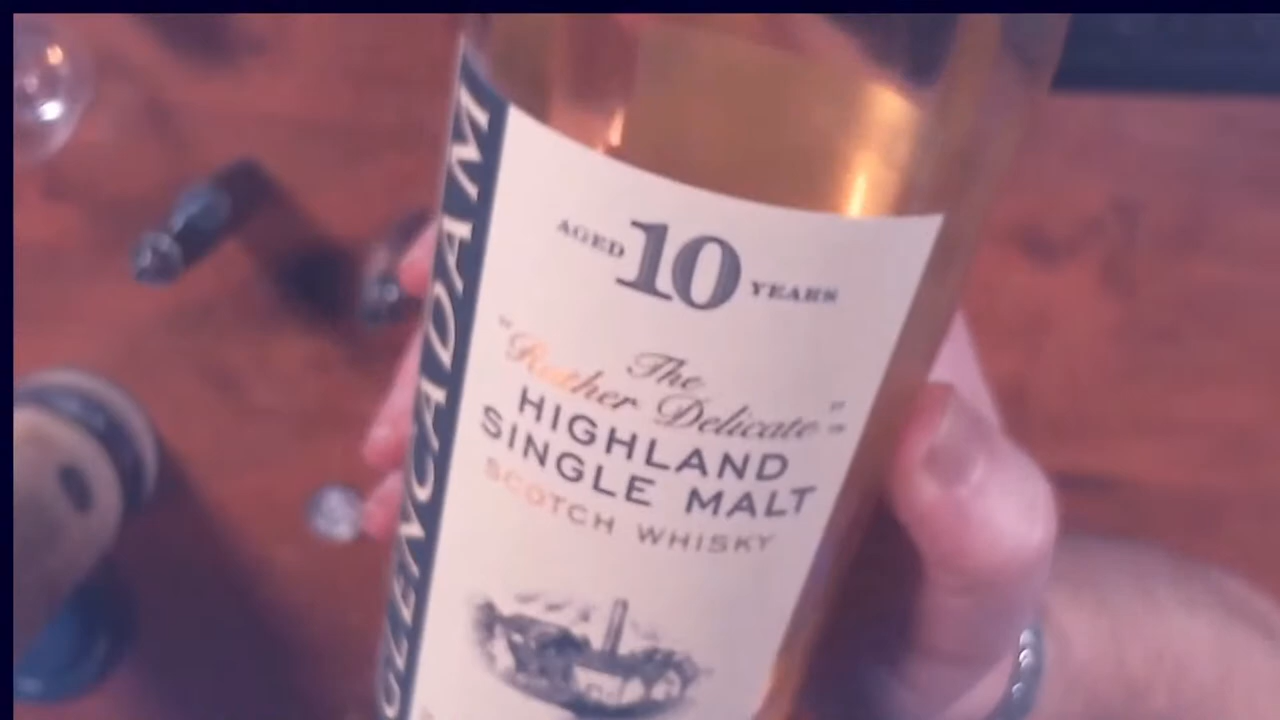 GLENCADAM
AGED 10 YEARS
"The
Rather Delicate"
HIGHLAND
SINGLE MALT
SCOTCH WHISKY